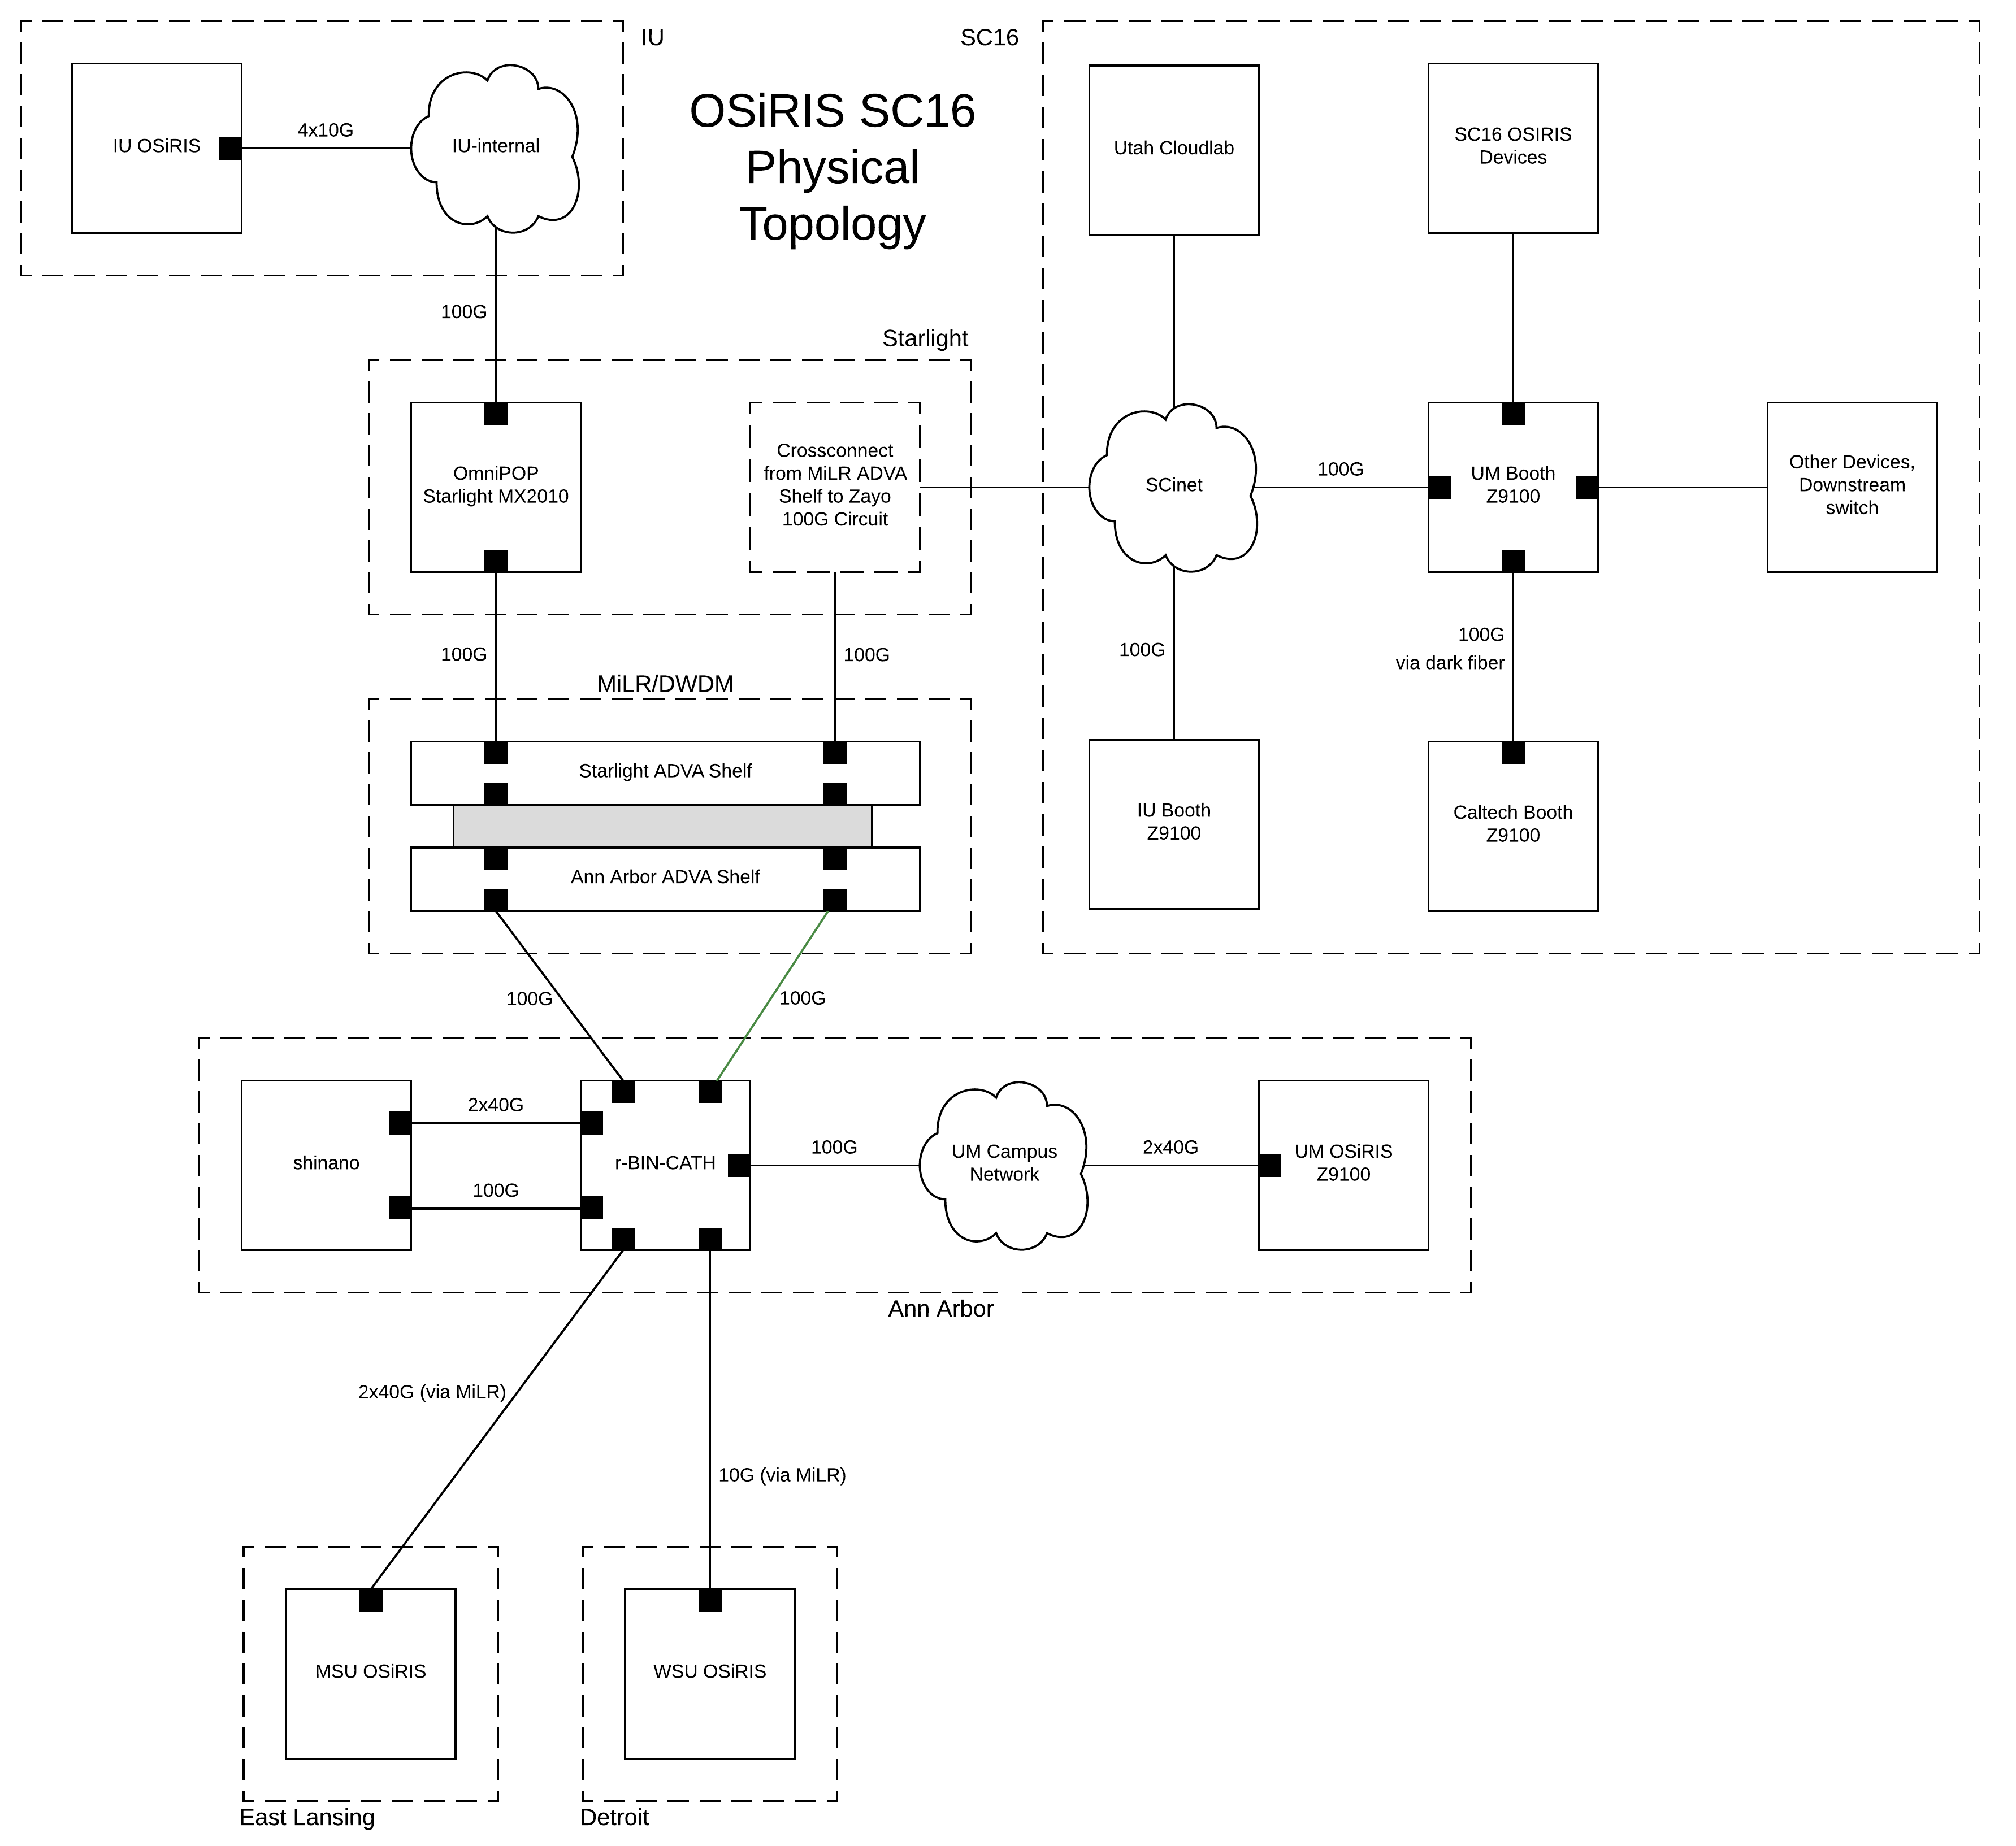 IU
SC16
OSiRIS SC16
Physical
Topology
IU OSiRIS
4x10G
IU-internal
Utah Cloudlab
SC16 OSIRIS
Devices
100G
Starlight
OmniPOP
Starlight MX2010
Crossconnect
from MiLR ADVA
Shelf to Zayo
100G Circuit
SCinet
100G
UM Booth
Z9100
Other Devices,
Downstream
switch
100G
100G
100G
100G
via dark fiber
MiLR/DWDM
Starlight ADVA Shelf
Ann Arbor ADVA Shelf
IU Booth
Z9100
Caltech Booth
Z9100
100G
100G
shinano
2x40G
100G
r-BIN-CATH
100G
UM Campus
Network
2x40G
UM OSiRIS
Z9100
Ann Arbor
2x40G (via MiLR)
10G (via MiLR)
MSU OSiRIS
WSU OSiRIS
East Lansing
Detroit